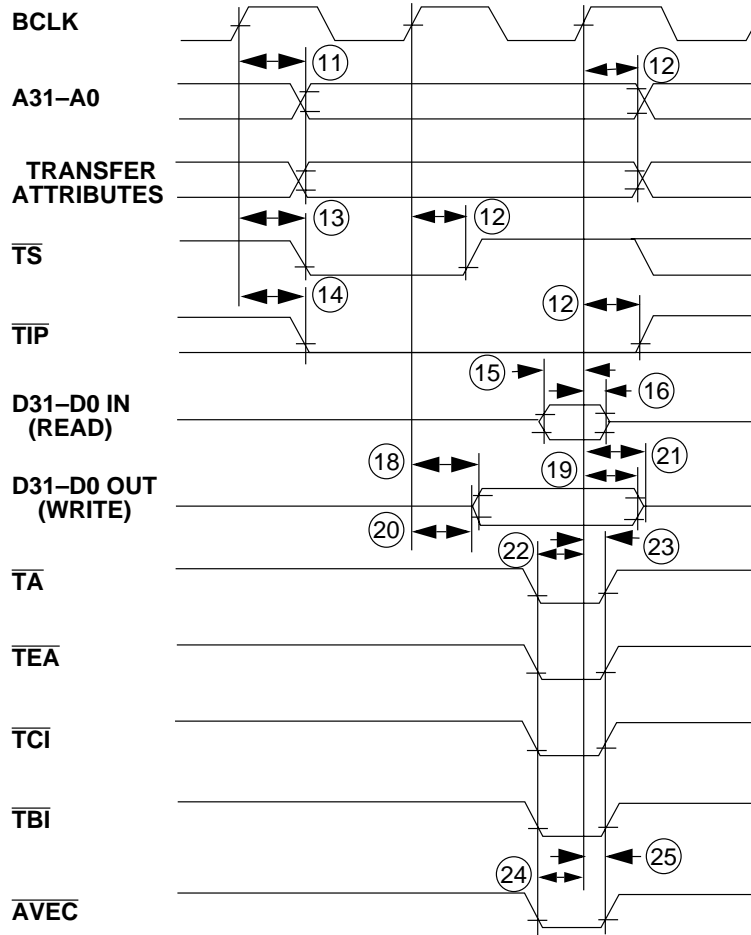 BCLK
11
12
A31–A0
TRANSFER
ATTRIBUTES
13
12
TS
14
12
TIP
15
16
D31–D0 IN
(READ)
18
21
19
D31–D0 OUT
(WRITE)
20
22
23
TA
TEA
TCI
TBI
25
24
AVEC